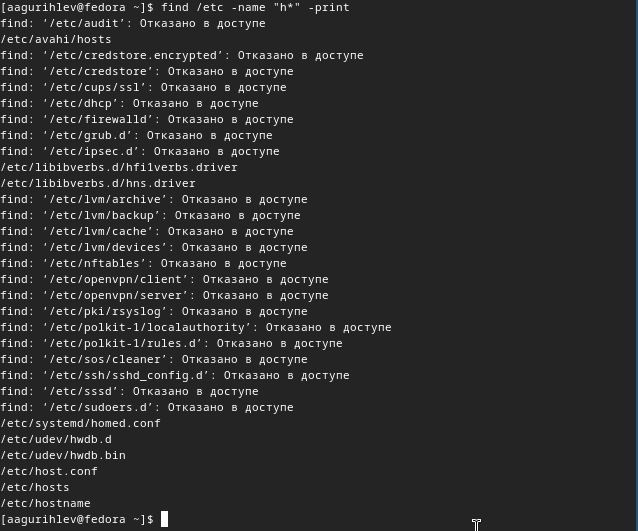 [aagurihlev@fedora ~]$ find /etc -name "h*" -print
find: ‘/etc/audit’: Отказано в доступе
/etc/avahi/hosts
find: ‘/etc/credstore.encrypted’: Отказано в доступе
find: ‘/etc/credstore’: Отказано в доступе
find: ‘/etc/cups/ssl’: Отказано в доступе
find: ‘/etc/dhcp’: Отказано в доступе
find: ‘/etc/firewalld’: Отказано в доступе
find: ‘/etc/grub.d’: Отказано в доступе
find: ‘/etc/ipsec.d’: Отказано в доступе
/etc/libibverbs.d/hfi1verbs.driver
/etc/libibverbs.d/hns.driver
find: ‘/etc/lvm/archive’: Отказано в доступе
find: ‘/etc/lvm/backup’: Отказано в доступе
find: ‘/etc/lvm/cache’: Отказано в доступе
find: ‘/etc/lvm/devices’: Отказано в доступе
find: ‘/etc/nftables’: Отказано в доступе
find: ‘/etc/openvpn/client’: Отказано в доступе
find: ‘/etc/openvpn/server’: Отказано в доступе
find: ‘/etc/pki/rsyslog’: Отказано в доступе
find: ‘/etc/polkit-1/localauthority’: Отказано в доступе
find: ‘/etc/polkit-1/rules.d’: Отказано в доступе
find: ‘/etc/sos/cleaner’: Отказано в доступе
find: ‘/etc/ssh/sshd_config.d’: Отказано в доступе
find: ‘/etc/sssd’: Отказано в доступе
find: ‘/etc/sudoers.d’: Отказано в доступе
/etc/systemd/homed.conf
/etc/udev/hwdb.d
/etc/udev/hwdb.bin
/etc/host.conf
/etc/hosts
/etc/hostname
[aagurihlev@fedora ~]$